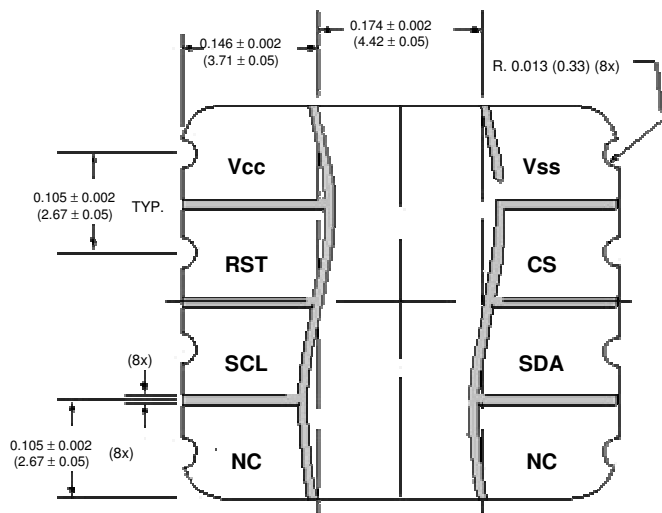 0.174 ± 0.002
(4.42 ± 0.05)
0.146 ± 0.002
(3.71 ± 0.05)
R. 0.013 (0.33) (8x)
Vcc
Vss
0.105 ± 0.002
(2.67 ± 0.05)
TYP.
RST
CS
(8x)
SCL
SDA
0.105 ± 0.002
(2.67 ± 0.05)
(8x)
NC
NC